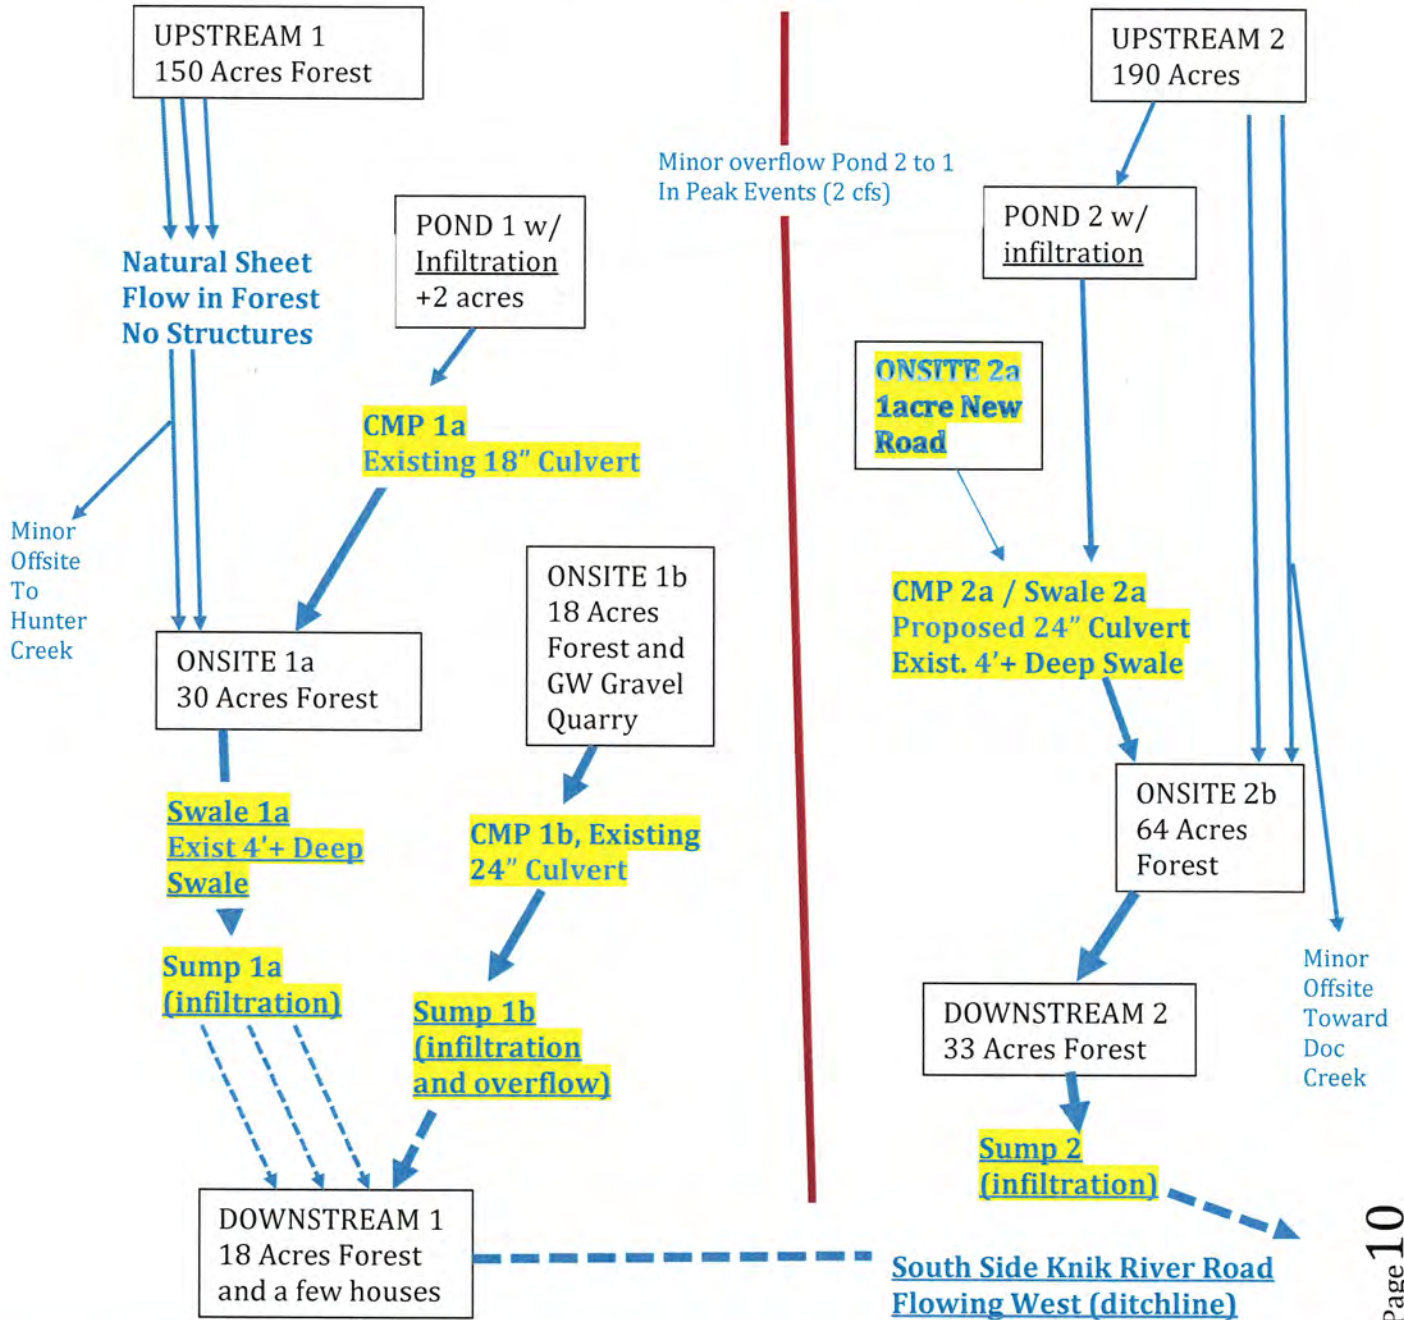 UPSTREAM 1
150 Acres Forest
UPSTREAM 2
190 Acres
Minor overflow Pond 2 to 1
In Peak Events (2 cfs)
POND 1 w/
Infiltration
+2 acres
POND 2 w/
infiltration
Natural Sheet
Flow in Forest
No Structures
ONSITE 2a
1acre New
Road
CMP 1a
Existing 18" Culvert
Minor
Offsite
To
Hunter
Creek
ONSITE 1b
18 Acres
Forest and
GW Gravel
Quarry
CMP 2a / Swale 2a
Proposed 24" Culvert
Exist. 4'+ Deep Swale
ONSITE 1a
30 Acres Forest
ONSITE 2b
64 Acres
Forest
Swale 1a
Exist 4'+ Deep
Swale
CMP 1b, Existing
24" Culvert
Sump 1a
(infiltration)
Sump 1b
(infiltration
and overflow)
Minor
Offsite
Toward
Doc
Creek
DOWNSTREAM 2
33 Acres Forest
Sump 2
(infiltration)
DOWNSTREAM 1
18 Acres Forest
and a few houses
South Side Knik River Road
Flowing West (ditchline)
Page 10